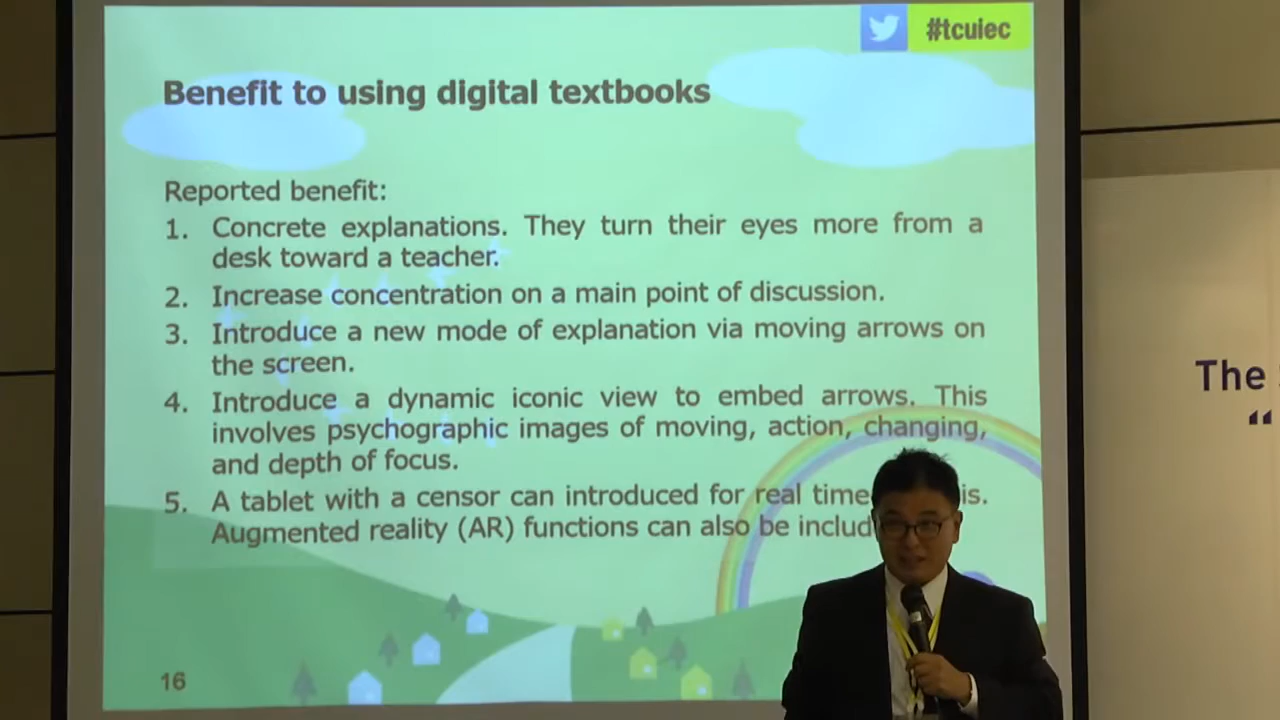 #tcuiec
Benefit to using digital textbooks
Reported benefit:
1. Concrete explanations. They turn their eyes more from a
desk toward a teacher.
2. Increase concentration on a main point of discussion.
3. Introduce a new mode of explanation via moving arrows on
the screen.
4. Introduce a dynamic iconic view to embed arrows. This
involves psychographic images of moving, action, changing,
and depth of focus.
5. A tablet with a censor can introduced for real time
Augmented reality (AR) functions can also be
16
The
“